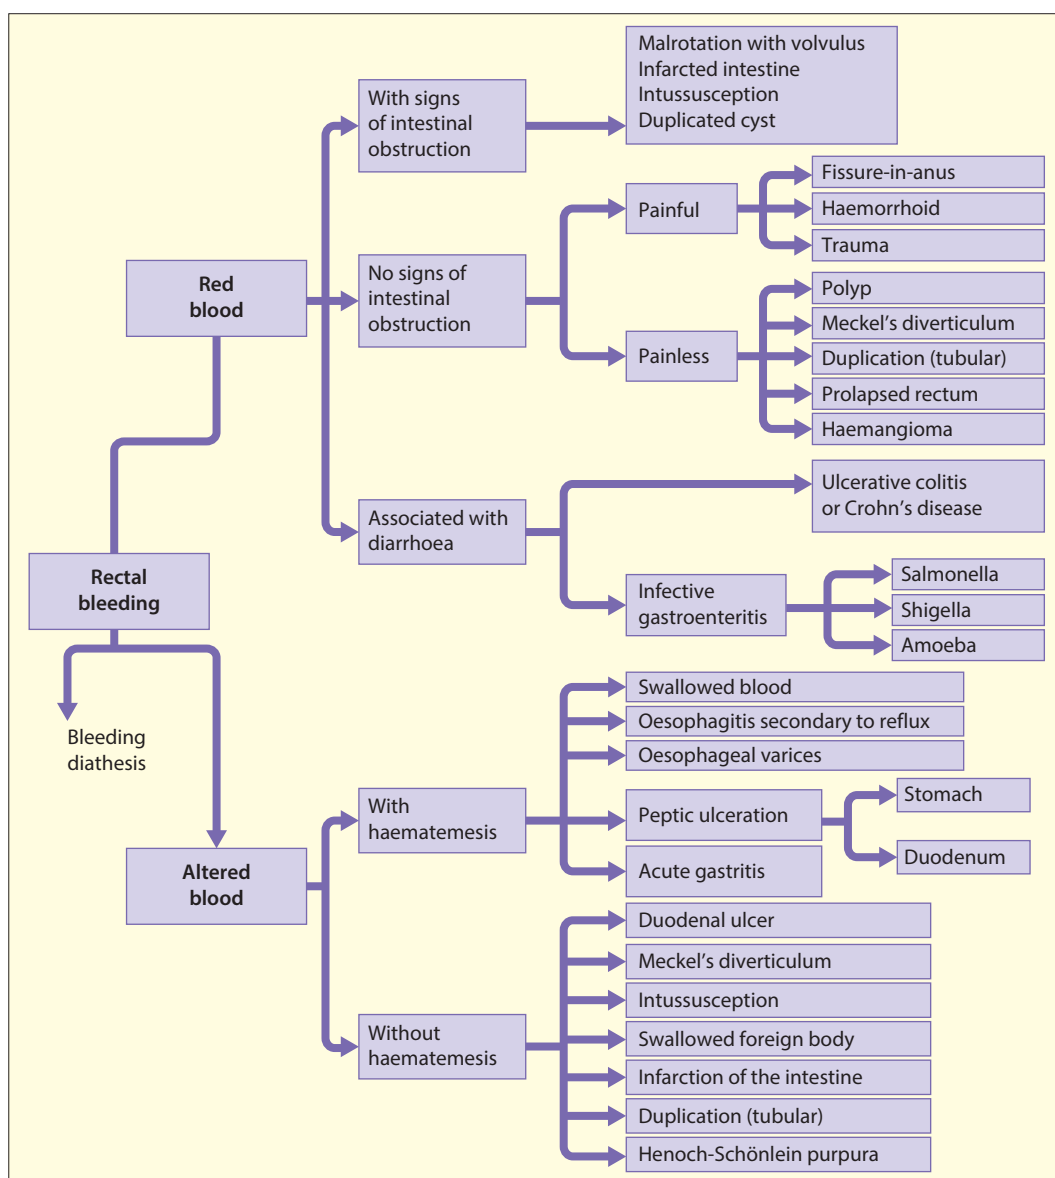 Malrotation with volvulus
Infarcted intestine
Intussusception
Duplicated cyst
With signs
of intestinal
obstruction
Fissure-in-anus
Painful
Haemorrhoid
Trauma
Red
blood
No signs of
intestinal
obstruction
Polyp
Meckel's diverticulum
Painless
Duplication (tubular)
Prolapsed rectum
Haemangioma
Ulcerative colitis
or Crohn's disease
Associated with
diarrhoea
Rectal
bleeding
Infective
gastroenteritis
Salmonella
Shigella
Amoeba
Bleeding
diathesis
Swallowed blood
Oesophagitis secondary to reflux
Oesophageal varices
With
haematemesis
Peptic ulceration
Stomach
Duodenum
Acute gastritis
Altered
blood
Duodenal ulcer
Meckel's diverticulum
Intussusception
Without
haematemesis
Swallowed foreign body
Infarction of the intestine
Duplication (tubular)
Henoch-Schönlein purpura